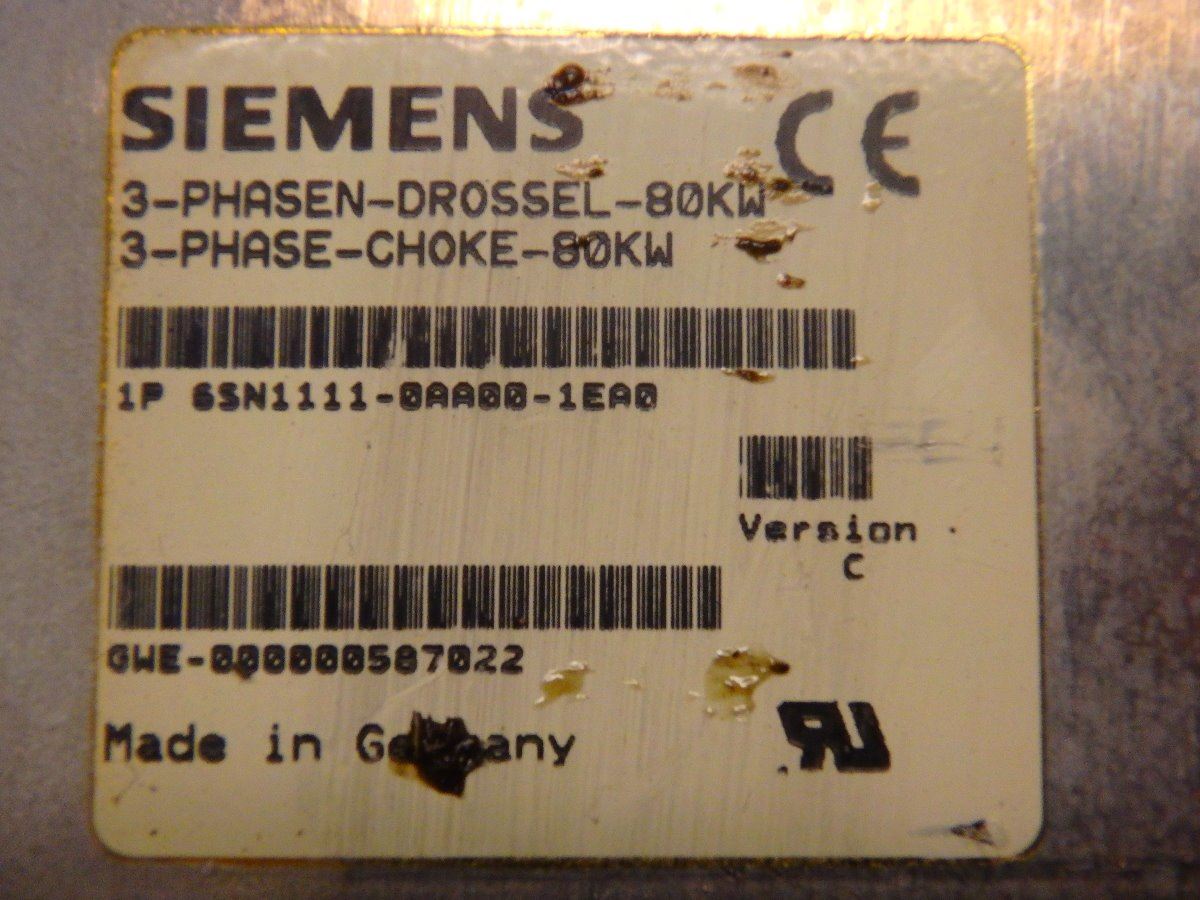 SIEMENS
CE
3-PHASEN-DROSSEL-80KW
3-PHASE-CHOKE-80KW
1P 6SN1111-0AA00-1EA0
Version
C
GWE-000000587022
Made in Germany
UR